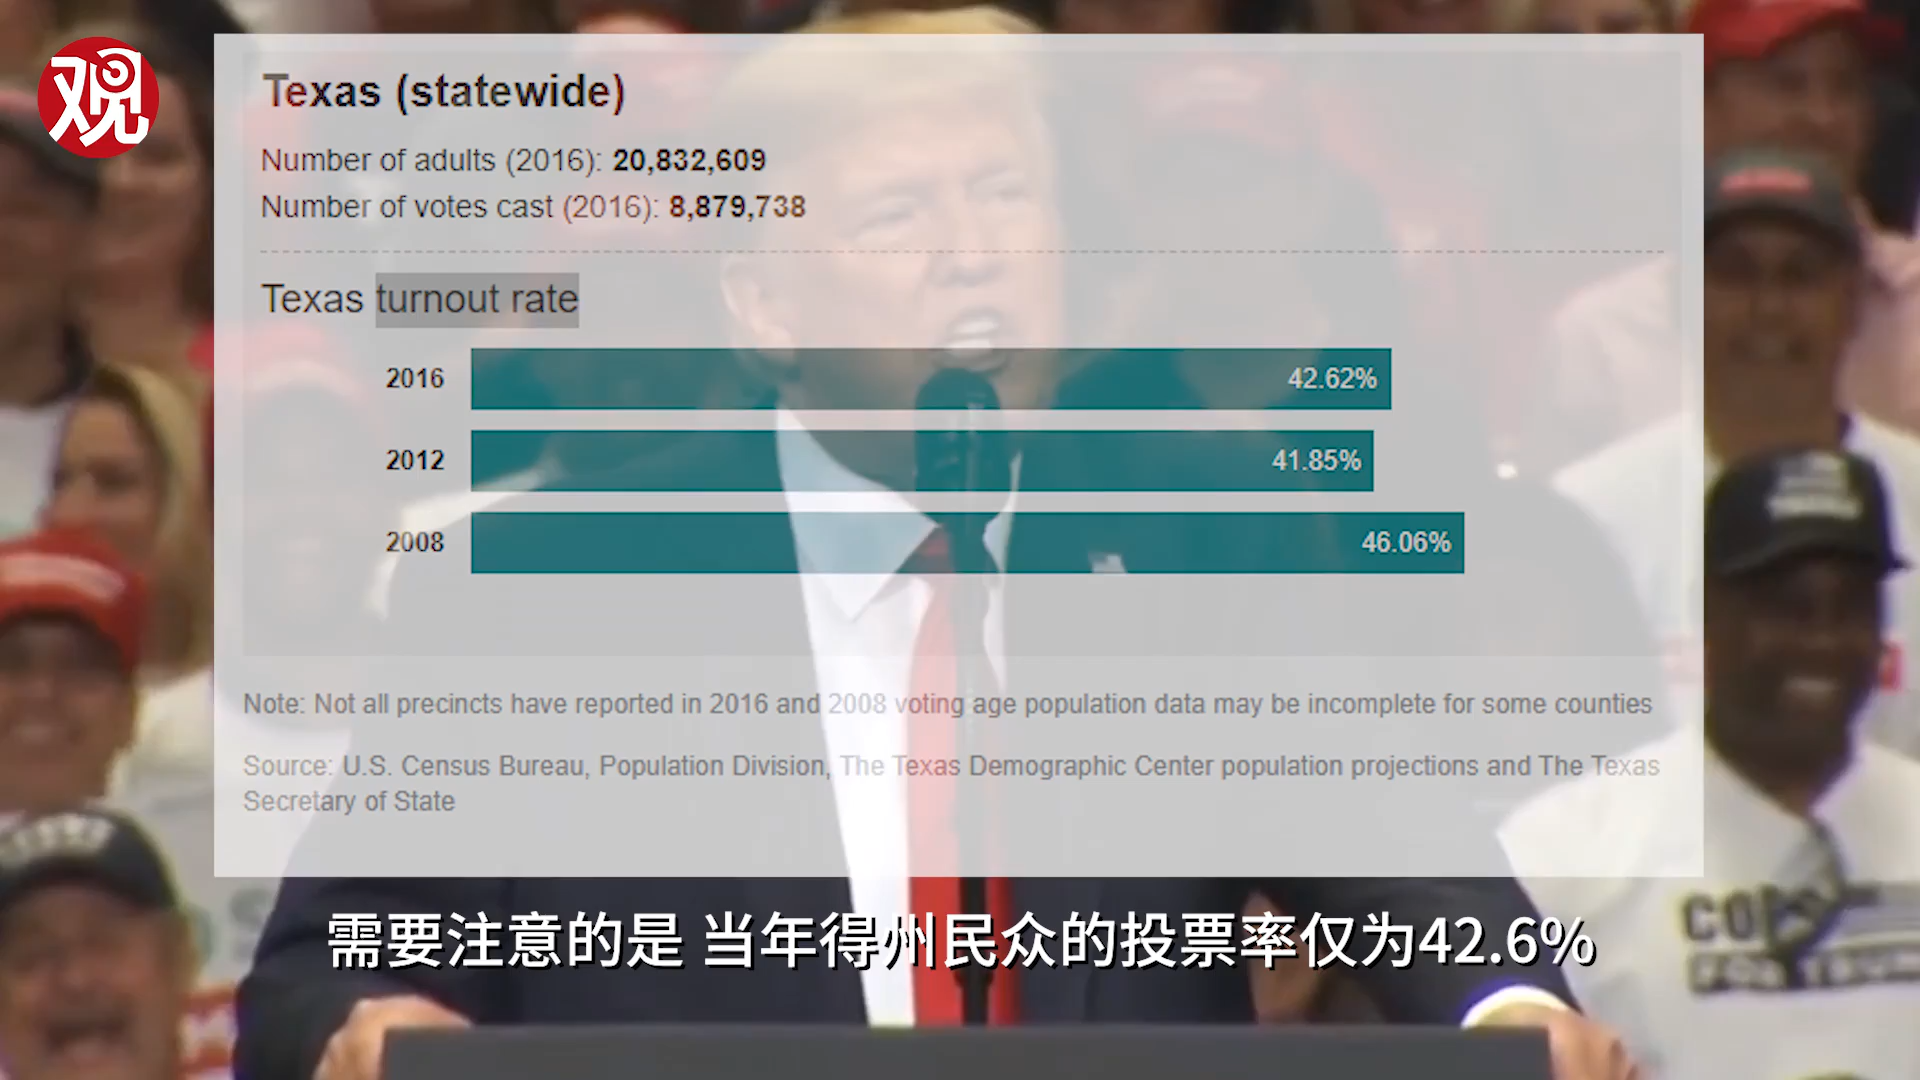 观
Texas (statewide)
Number of adults (2016): 20,832,609
Number of votes cast (2016): 8,879,738
Texas turnout rate
2016 42.62%
2012 41.85%
2008 46.06%
Note: Not all precincts have reported in 2016 and 2008 voting age population data may be incomplete for some counties
Source: U.S. Census Bureau, Population Division, The Texas Demographic Center population projections and The Texas
Secretary of State
需要注意的是 当年得州民众的投票率仅为42.6%
COPS
FOR TRUMP